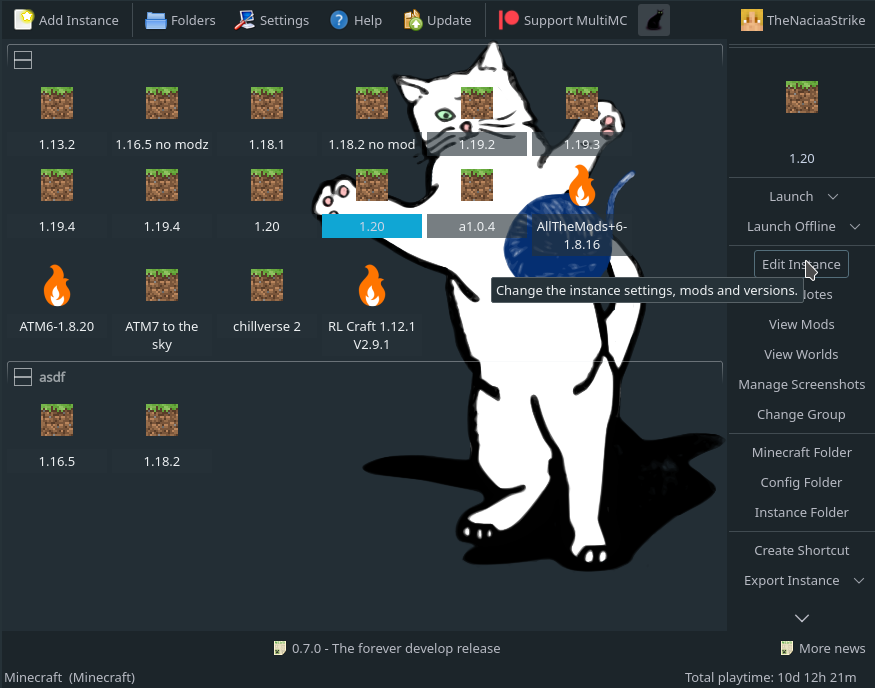 Add Instance
Folders
Settings
Help
Update
Support MultiMC
TheNaciaaStrike
1.13.2
1.16.5 no modz
1.18.1
1.18.2 no mod
1.19.2
1.19.3
1.19.4
1.19.4
1.20
1.20
a1.0.4
AllTheMods+6-
1.8.16
ATM6-1.8.20
ATM7 to the
sky
chillverse 2
RL Craft 1.12.1
V2.9.1
asdf
1.16.5
1.18.2
1.20
Launch
Launch Offline
Edit Instance
Change the instance settings, mods and versions.
View Mods
View Worlds
Manage Screenshots
Change Group
Minecraft Folder
Config Folder
Instance Folder
Create Shortcut
Export Instance
0.7.0 - The forever develop release
More news
Minecraft (Minecraft)
Total playtime: 10d 12h 21m